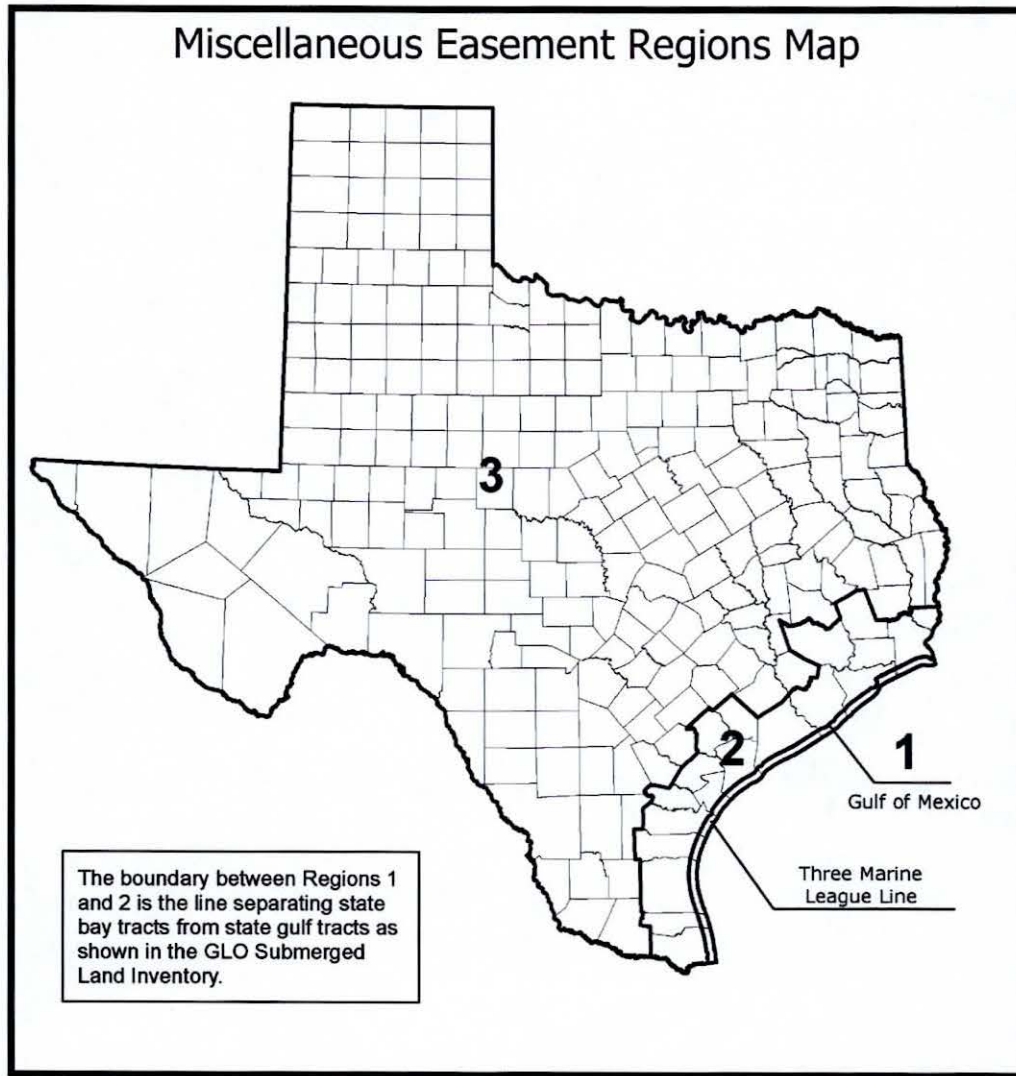 Miscellaneous Easement Regions Map
3
2
1
Gulf of Mexico
Three Marine
League Line
The boundary between Regions 1
and 2 is the line separating state
bay tracts from state gulf tracts as
shown in the GLO Submerged
Land Inventory.